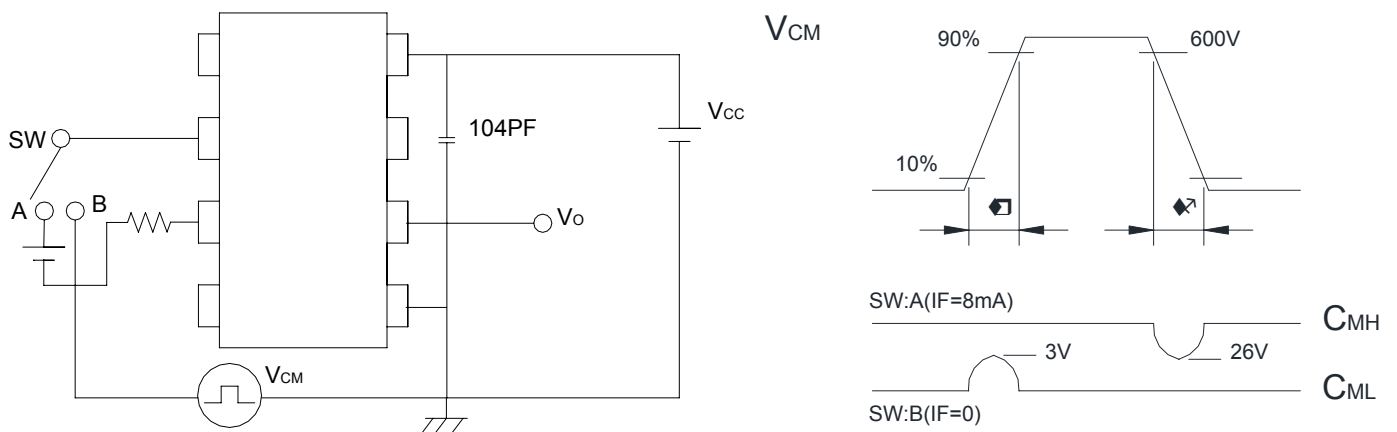 SW
A
B
104PF
VCC
VO
VCM
VCM
90%
600V
10%
SW:A(IF=8mA)
CMH
3V
26V
CML
SW:B(IF=0)